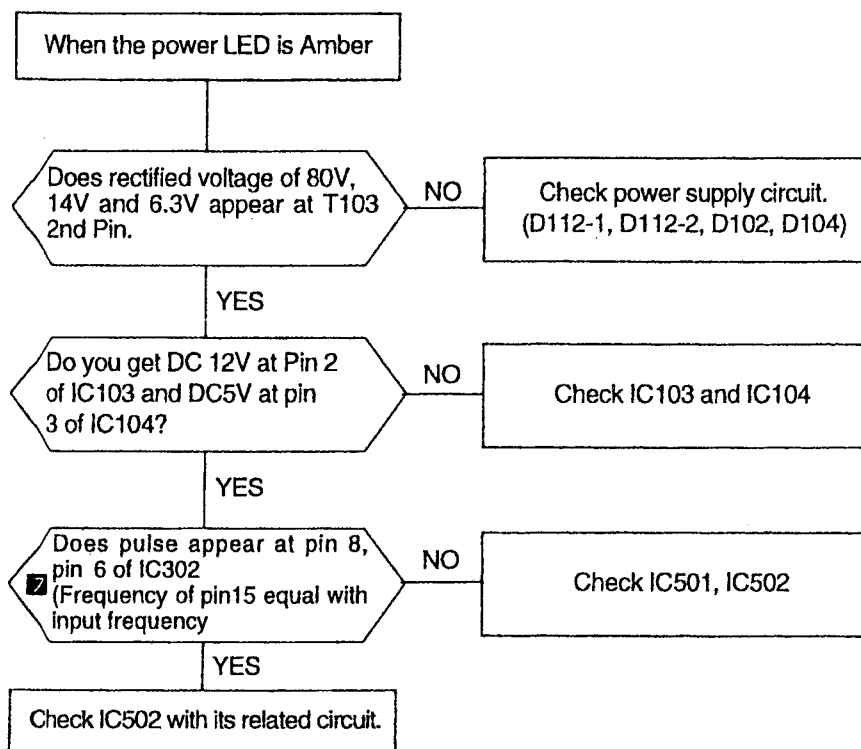 When the power LED is Amber
Does rectified voltage of 80V,
14V and 6.3V appear at T103
2nd Pin.
NO
Check power supply circuit.
(D112-1, D112-2, D102, D104)
YES
Do you get DC 12V at Pin 2
of IC103 and DC5V at pin
3 of IC104?
NO
Check IC103 and IC104
YES
Does pulse appear at pin 8,
pin 6 of IC302
7 (Frequency of pin15 equal with
input frequency
NO
Check IC501, IC502
YES
Check IC502 with its related circuit.